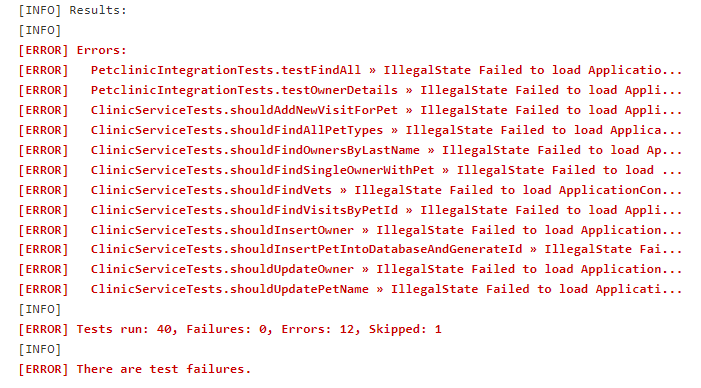 [INFO] Results:
[INFO]
[ERROR] Errors:
[ERROR]   PetclinicIntegrationTests.testFindAll » IllegalState Failed to load Applicatio...
[ERROR]   PetclinicIntegrationTests.testOwnerDetails » IllegalState Failed to load Appli...
[ERROR]   ClinicServiceTests.shouldAddNewVisitForPet » IllegalState Failed to load Appli...
[ERROR]   ClinicServiceTests.shouldFindAllPetTypes » IllegalState Failed to load Applica...
[ERROR]   ClinicServiceTests.shouldFindOwnersByLastName » IllegalState Failed to load Ap...
[ERROR]   ClinicServiceTests.shouldFindSingleOwnerWithPet » IllegalState Failed to load ...
[ERROR]   ClinicServiceTests.shouldFindVets » IllegalState Failed to load ApplicationCon...
[ERROR]   ClinicServiceTests.shouldFindVisitsByPetId » IllegalState Failed to load Appli...
[ERROR]   ClinicServiceTests.shouldInsertOwner » IllegalState Failed to load Application...
[ERROR]   ClinicServiceTests.shouldInsertPetIntoDatabaseAndGenerateId » IllegalState Fai...
[ERROR]   ClinicServiceTests.shouldUpdateOwner » IllegalState Failed to load Application...
[ERROR]   ClinicServiceTests.shouldUpdatePetName » IllegalState Failed to load Applicati...
[INFO]
[ERROR] Tests run: 40, Failures: 0, Errors: 12, Skipped: 1
[INFO]
[ERROR] There are test failures.